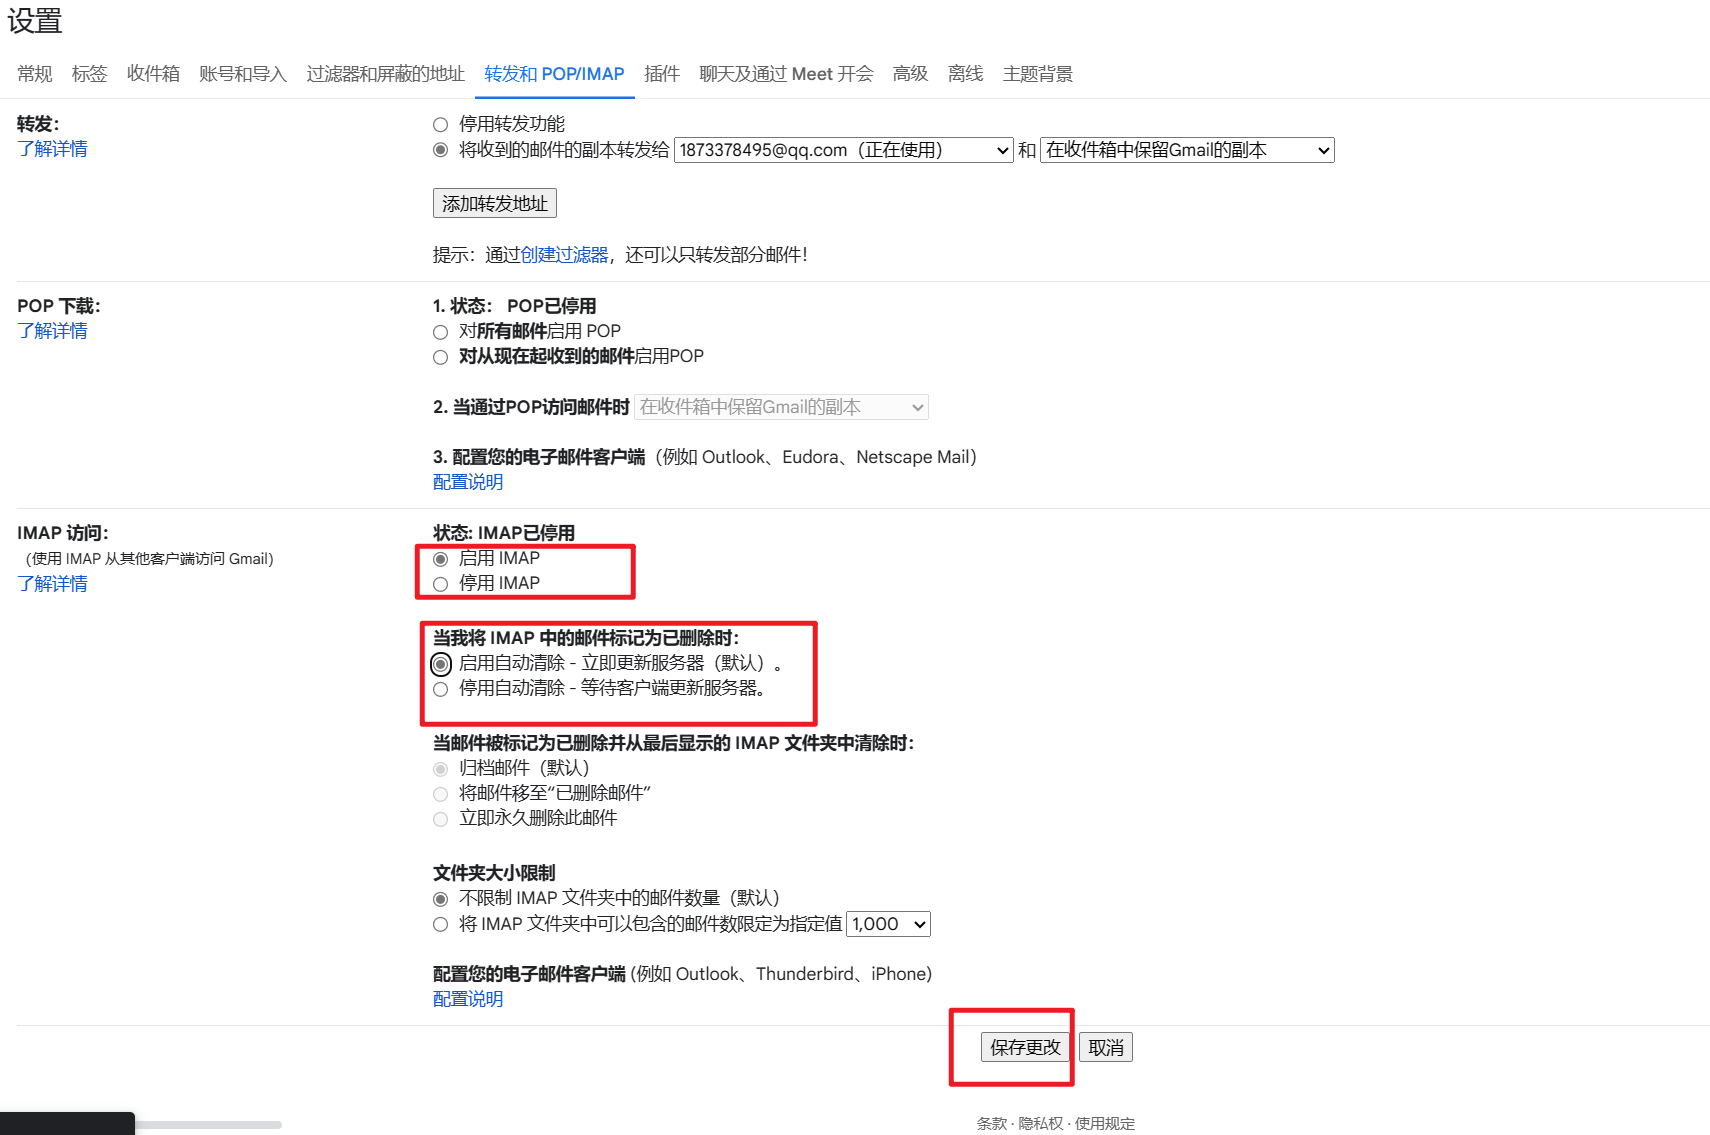 设置
常规 标签 收件箱 账号和导入 过滤器和屏蔽的地址 转发和 POP/IMAP 插件 聊天及通过 Meet 开会 高级 离线 主题背景
转发：
了解详情
停用转发功能
将收到的邮件的副本转发给 1873378495@qq.com（正在使用） 和 在收件箱中保留Gmail的副本
添加转发地址
提示：通过创建过滤器，还可以只转发部分邮件！
POP 下载：
了解详情
1. 状态： POP已停用
对所有邮件启用 POP
对从现在起收到的邮件启用POP
2. 当通过POP访问邮件时 在收件箱中保留Gmail的副本
3. 配置您的电子邮件客户端（例如 Outlook、Eudora、Netscape Mail）
配置说明
IMAP 访问：
（使用 IMAP 从其他客户端访问 Gmail）
了解详情
状态: IMAP已停用
启用 IMAP
停用 IMAP
当我将 IMAP 中的邮件标记为已删除时：
启用自动清除 - 立即更新服务器（默认）。
停用自动清除 - 等待客户端更新服务器。
当邮件被标记为已删除并从最后显示的 IMAP 文件夹中清除时：
归档邮件（默认）
将邮件移至“已删除邮件”
立即永久删除此邮件
文件夹大小限制
不限制 IMAP 文件夹中的邮件数量（默认）
将 IMAP 文件夹中可以包含的邮件数限定为指定值 1,000
配置您的电子邮件客户端 (例如 Outlook、Thunderbird、iPhone)
配置说明
保存更改 取消
条款 · 隐私权 · 使用规定